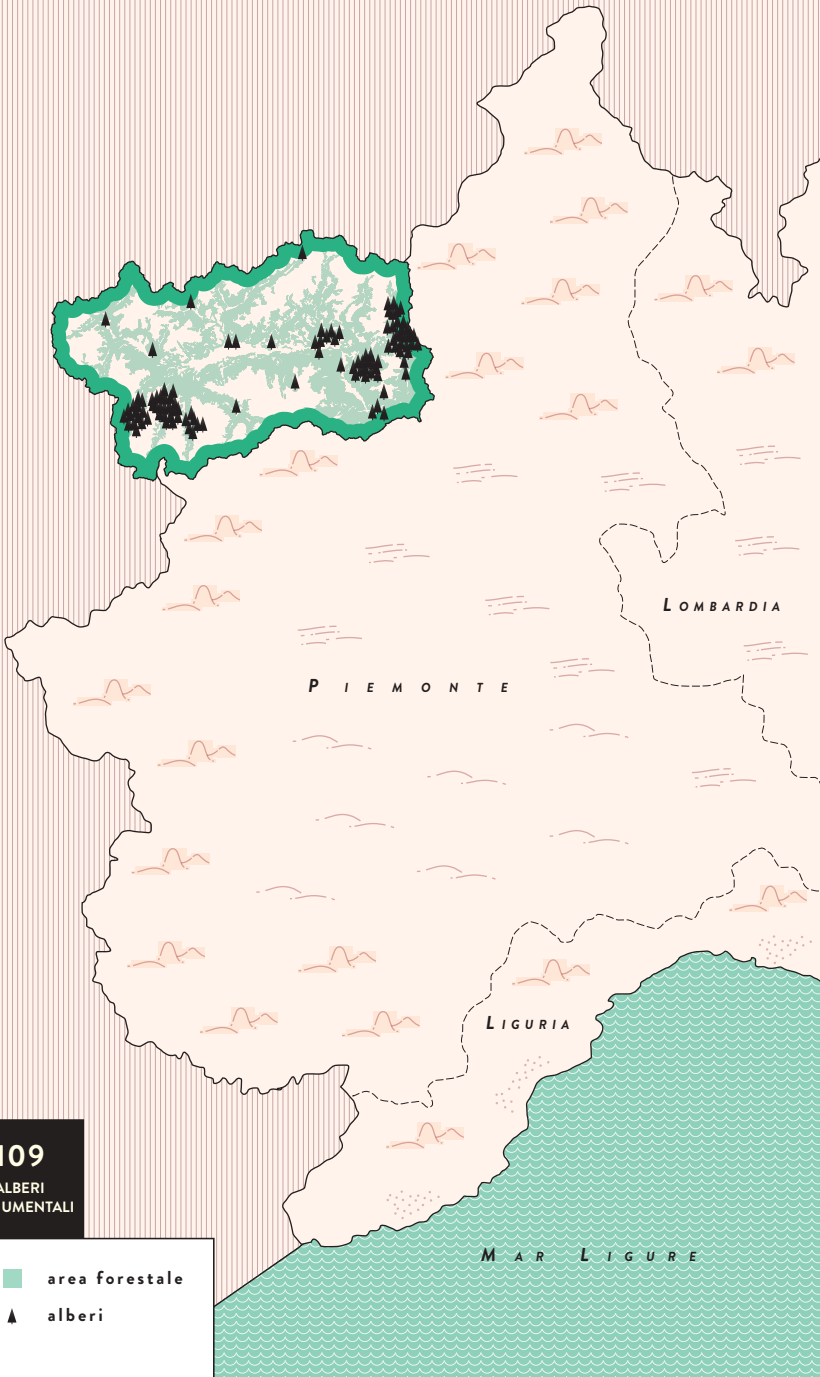 LOMBARDIA
PIEMONTE
LIGURIA
109
ALBERI
UMENTALI
MAR LIGURE
area forestale
alberi